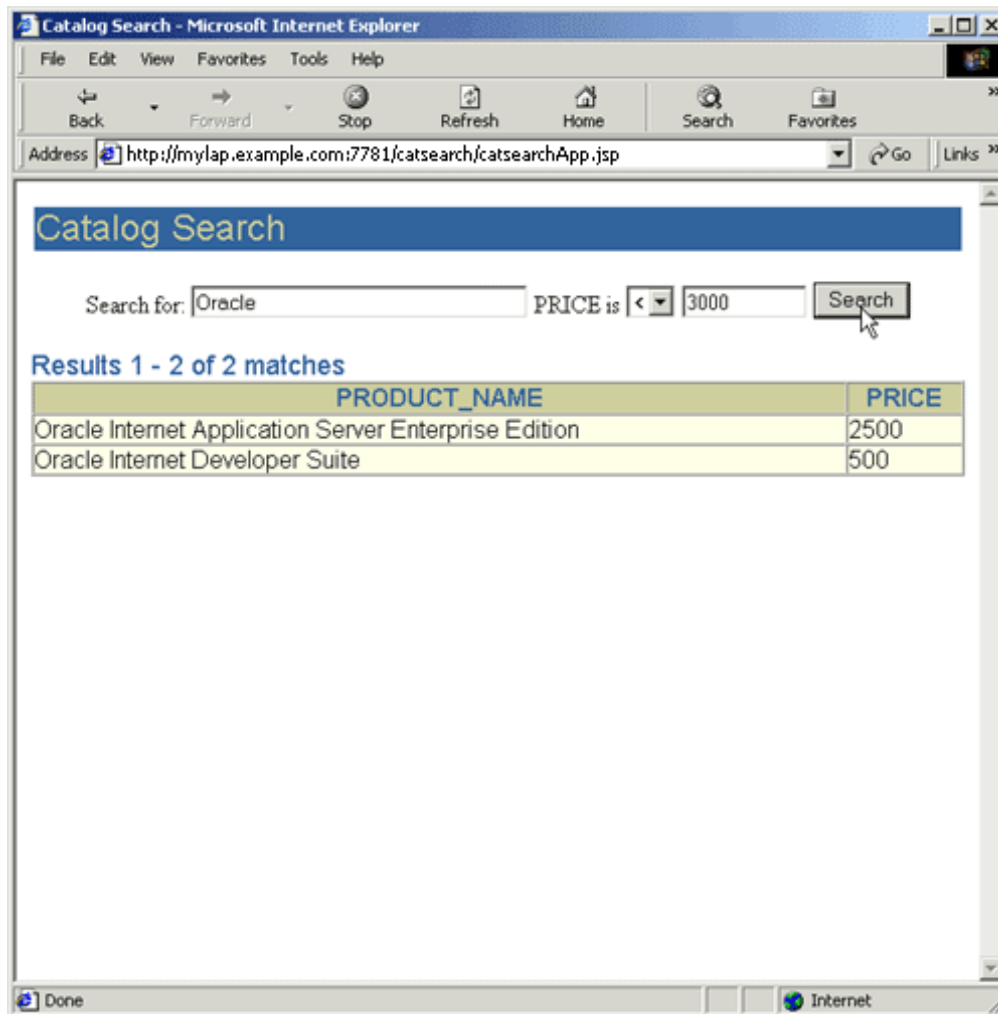 Catalog Search - Microsoft Internet Explorer
File Edit View Favorites Tools Help
Back Forward Stop Refresh Home Search Favorites »
Address http://mylap.example.com:7781/catsearch/catsearchApp.jsp Go Links »
Catalog Search
Search for: Oracle PRICE is < 3000 Search
Results 1 - 2 of 2 matches
PRODUCT_NAME PRICE
Oracle Internet Application Server Enterprise Edition 2500
Oracle Internet Developer Suite 500
Done Internet